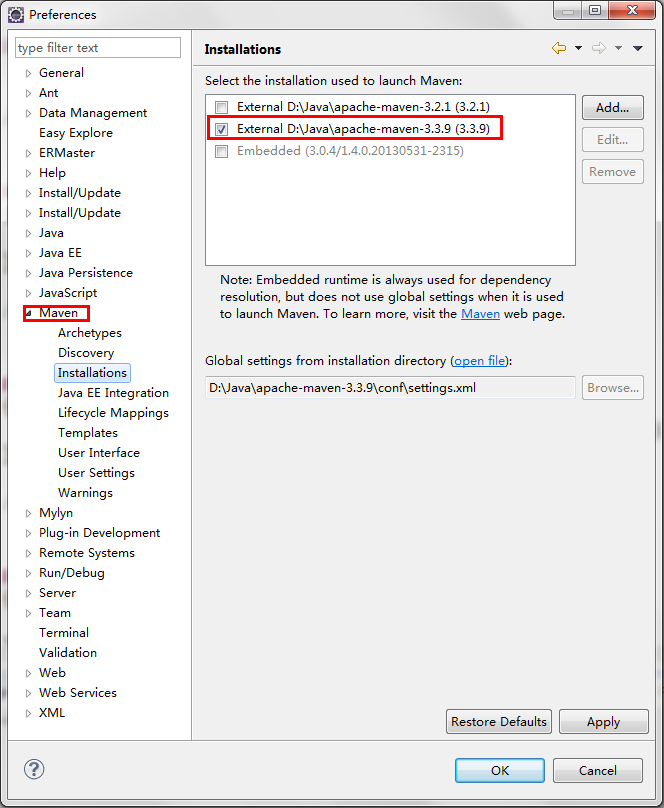 Preferences
type filter text
General
Ant
Data Management
Easy Explore
ERMaster
Help
Install/Update
Install/Update
Java
Java EE
Java Persistence
JavaScript
Maven
Archetypes
Discovery
Installations
Java EE Integration
Lifecycle Mappings
Templates
User Interface
User Settings
Warnings
Mylyn
Plug-in Development
Remote Systems
Run/Debug
Server
Team
Terminal
Validation
Web
Web Services
XML
Installations
Select the installation used to launch Maven:
External D:\Java\apache-maven-3.2.1 (3.2.1)
External D:\Java\apache-maven-3.3.9 (3.3.9)
Embedded (3.0.4/1.4.0.20130531-2315)
Add...
Edit...
Remove
Note: Embedded runtime is always used for dependency
resolution, but does not use global settings when it is used
to launch Maven. To learn more, visit the Maven web page.
Global settings from installation directory (open file):
D:\Java\apache-maven-3.3.9\conf\settings.xml
Browse...
Restore Defaults
Apply
?
OK
Cancel